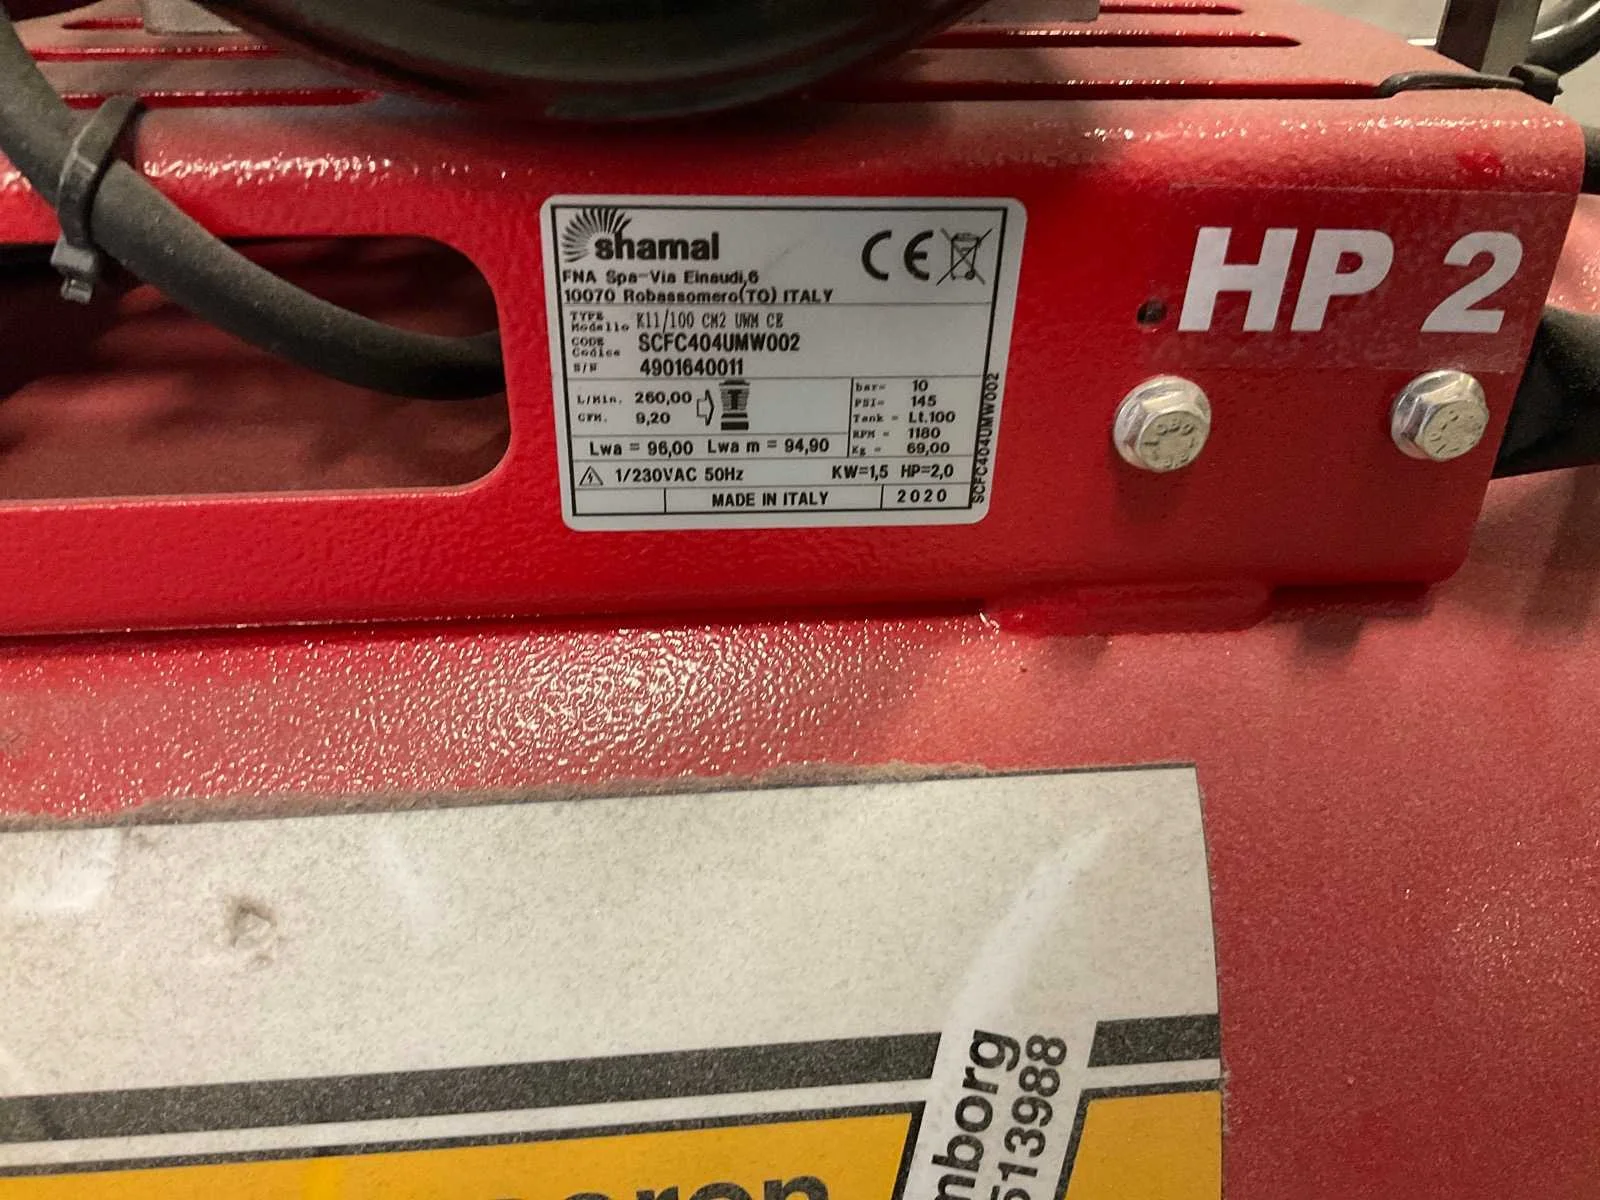 shamal
CE
FNA Spa-Via Einaudi,6
10070 Robassomero(TO) ITALY
TYPE
Modello K11/100 CM2 UWM CE
CODE
Codice SCFC404UMW002
S/N 4901640011
L/Min. 260,00
CFM. 9,20
bar= 10
PSI= 145
Tank = Lt.100
RPM = 1180
Kg = 69,00
Lwa = 96,00 Lwa m = 94,90
1/230VAC 50Hz KW=1,5 HP=2,0
MADE IN ITALY 2020
SCFC404UMW002
HP 2
mborg
513988